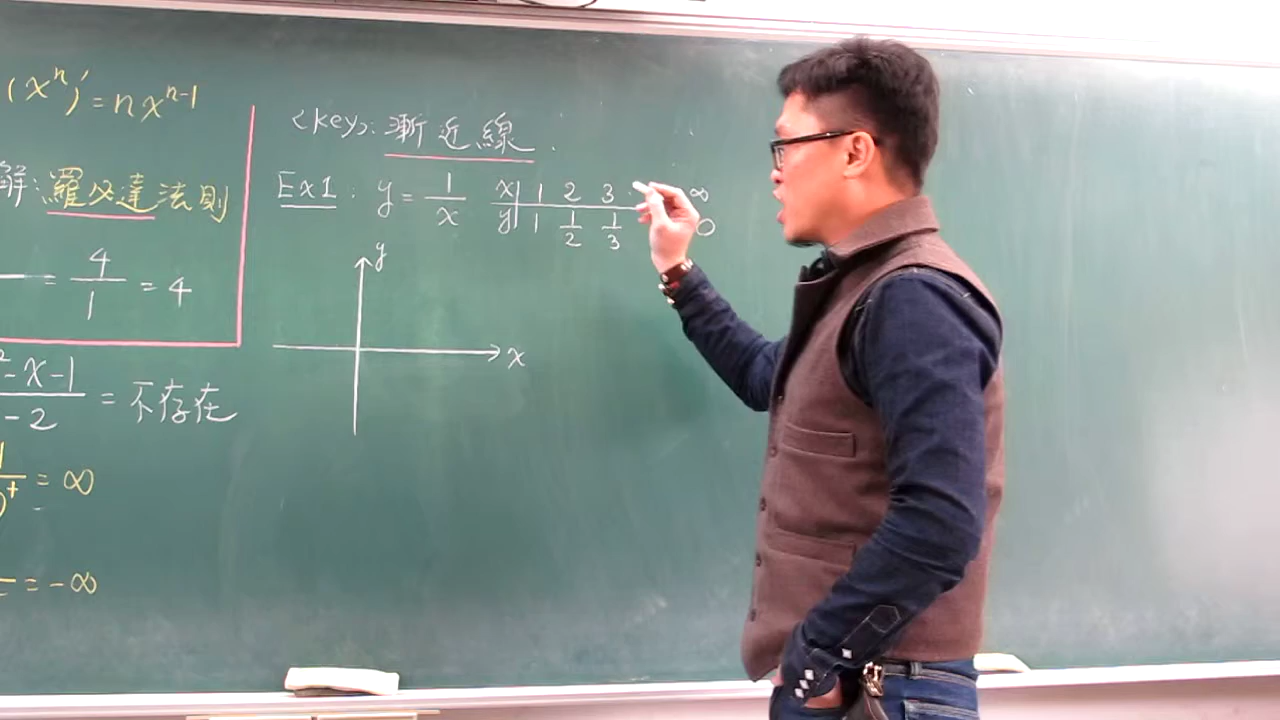 (xⁿ)' = nxⁿ⁻¹
解: 羅必達法則
= 4/1 = 4
²-x-1 / -2 = 不存在
= ∞
= -∞
<key>: 漸近線.
Ex1: y = 1/x
x | 1 2 3 ∞
y | 1 1/2 1/3 0
y
x